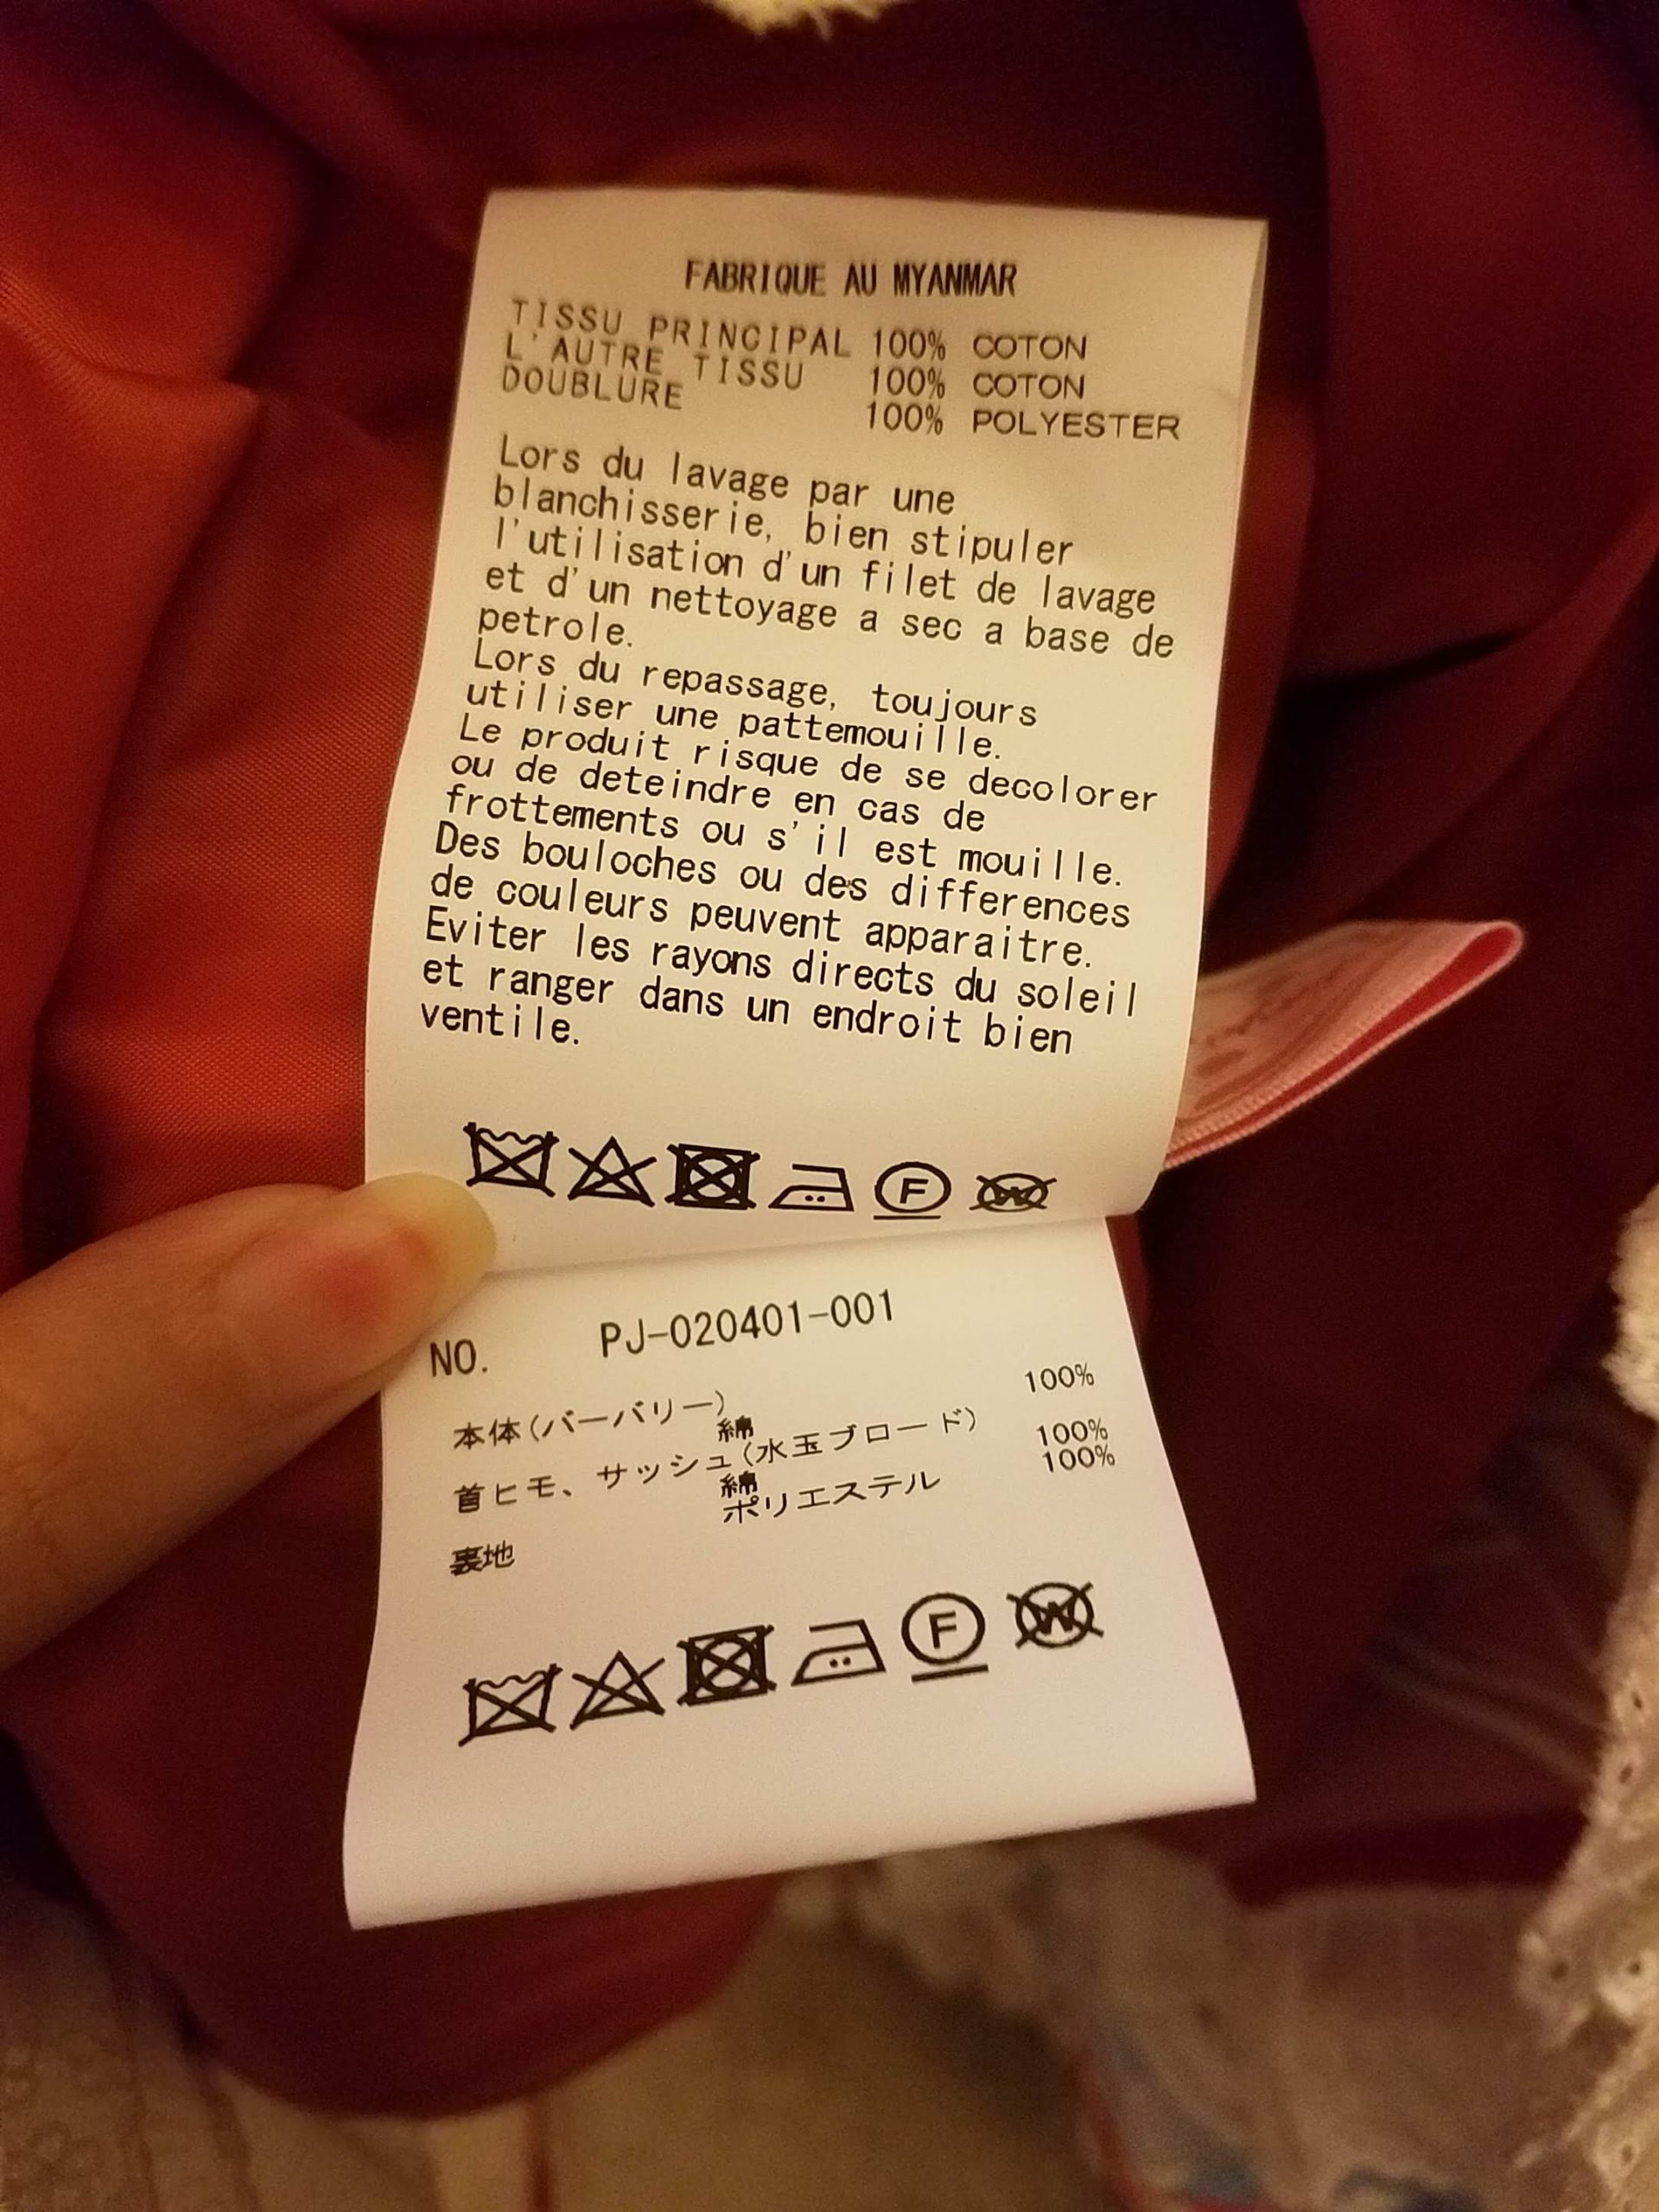 FABRIQUE AU MYANMAR
TISSU PRINCIPAL 100% COTON
L'AUTRE TISSU 100% COTON
DOUBLURE 100% POLYESTER
Lors du lavage par une
blanchisserie, bien stipuler
l'utilisation d'un filet de lavage
et d'un nettoyage a sec a base de
petrole.
Lors du repassage, toujours
utiliser une pattemouille.
Le produit risque de se decolorer
ou de deteindre en cas de
frottements ou s'il est mouille.
Des bouloches ou des differences
de couleurs peuvent apparaitre.
Eviter les rayons directs du soleil
et ranger dans un endroit bien
ventile.
F W
NO. PJ-020401-001
本体(バーバリー)
綿 100%
首ヒモ、サッシュ(水玉ブロード)
綿 100%
裏地 ポリエステル 100%
F W